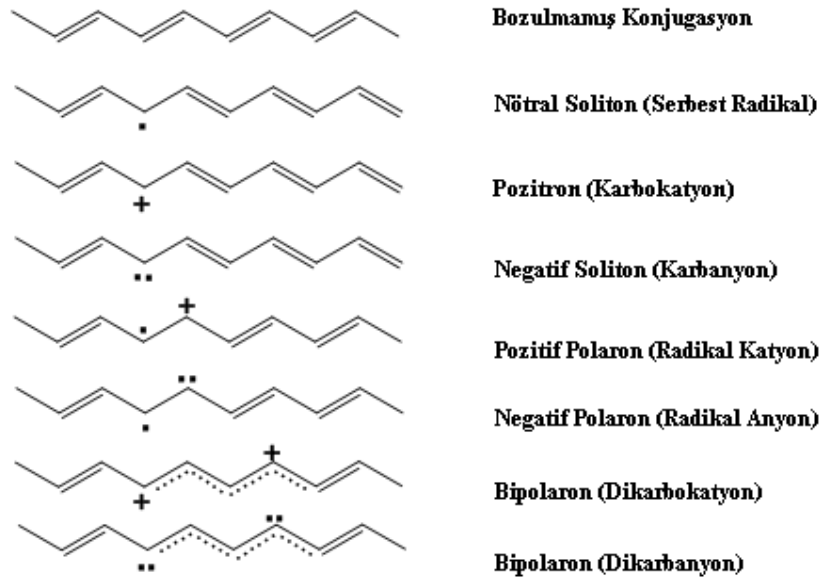 Bozulmamış Konjugasyon
Nötral Soliton (Serbest Radikal)
Pozitron (Karbokatyon)
Negatif Soliton (Karbanyon)
Pozitif Polaron (Radikal Katyon)
Negatif Polaron (Radikal Anyon)
Bipolaron (Dikarbokatyon)
Bipolaron (Dikarbanyon)